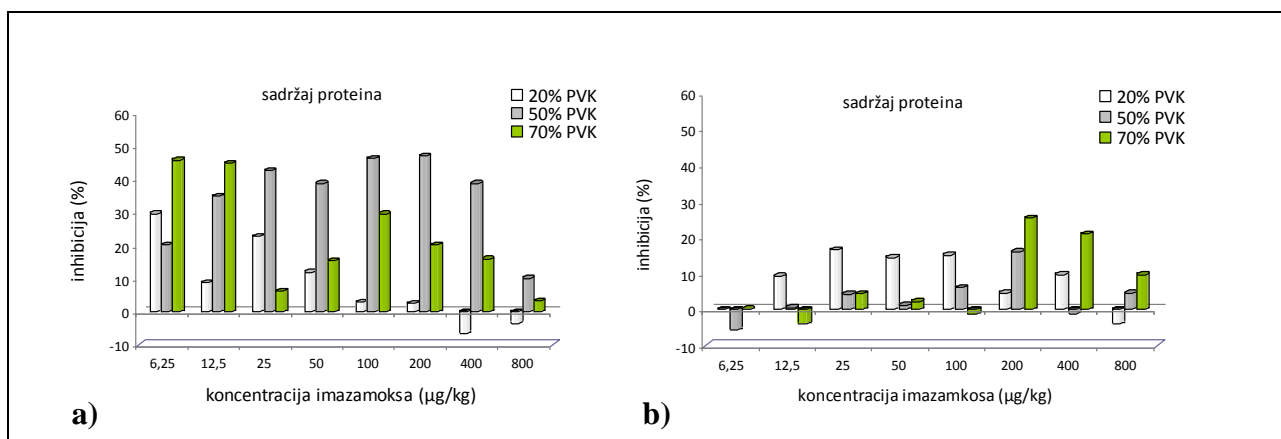 sadržaj proteina
20% PVK
50% PVK
70% PVK
60
50
40
30
20
10
0
-10
inhibicija (%)
6,25 12,5 25 50 100 200 400 800
koncentracija imazamoksa (µg/kg)
a)
sadržaj proteina
20% PVK
50% PVK
70% PVK
60
50
40
30
20
10
0
-10
inhibicija (%)
6,25 12,5 25 50 100 200 400 800
koncentracija imazamkosa (µg/kg)
b)